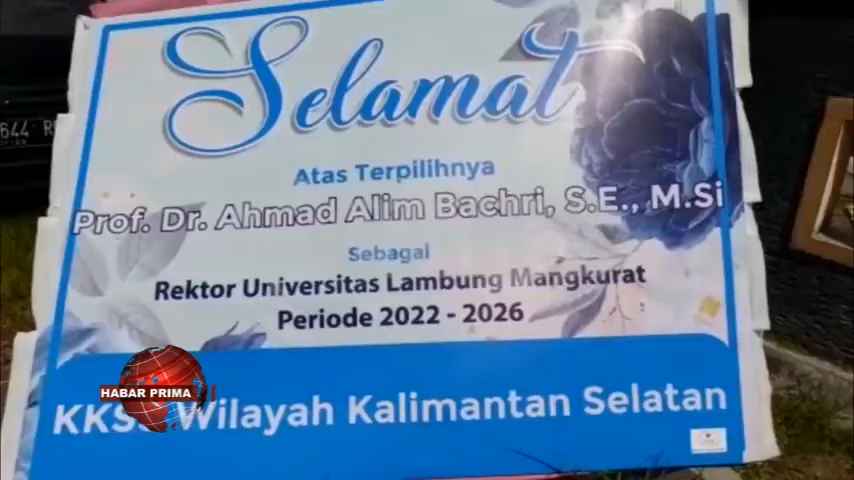 Selamat
Atas Terpilihnya
Prof. Dr. Ahmad Alim Bachri, S.E., M.Si
Sebagai
Rektor Universitas Lambung Mangkurat
Periode 2022 - 2026
Wilayah Kalimantan Selatan
HABAR PRIMA
644